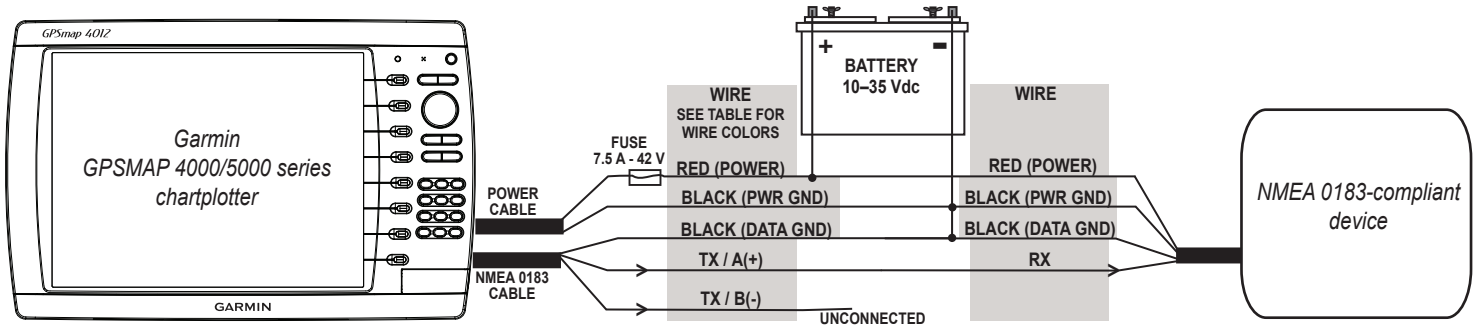 GPSmap 4012
Garmin
GPSMAP 4000/5000 series
chartplotter
GARMIN
POWER
CABLE
NMEA 0183
CABLE
FUSE
7.5 A - 42 V
WIRE
SEE TABLE FOR
WIRE COLORS
RED (POWER)
BLACK (PWR GND)
BLACK (DATA GND)
TX / A(+)
TX / B(-)
UNCONNECTED
+ -
BATTERY
10–35 Vdc
WIRE
RED (POWER)
BLACK (PWR GND)
BLACK (DATA GND)
RX
NMEA 0183-compliant
device